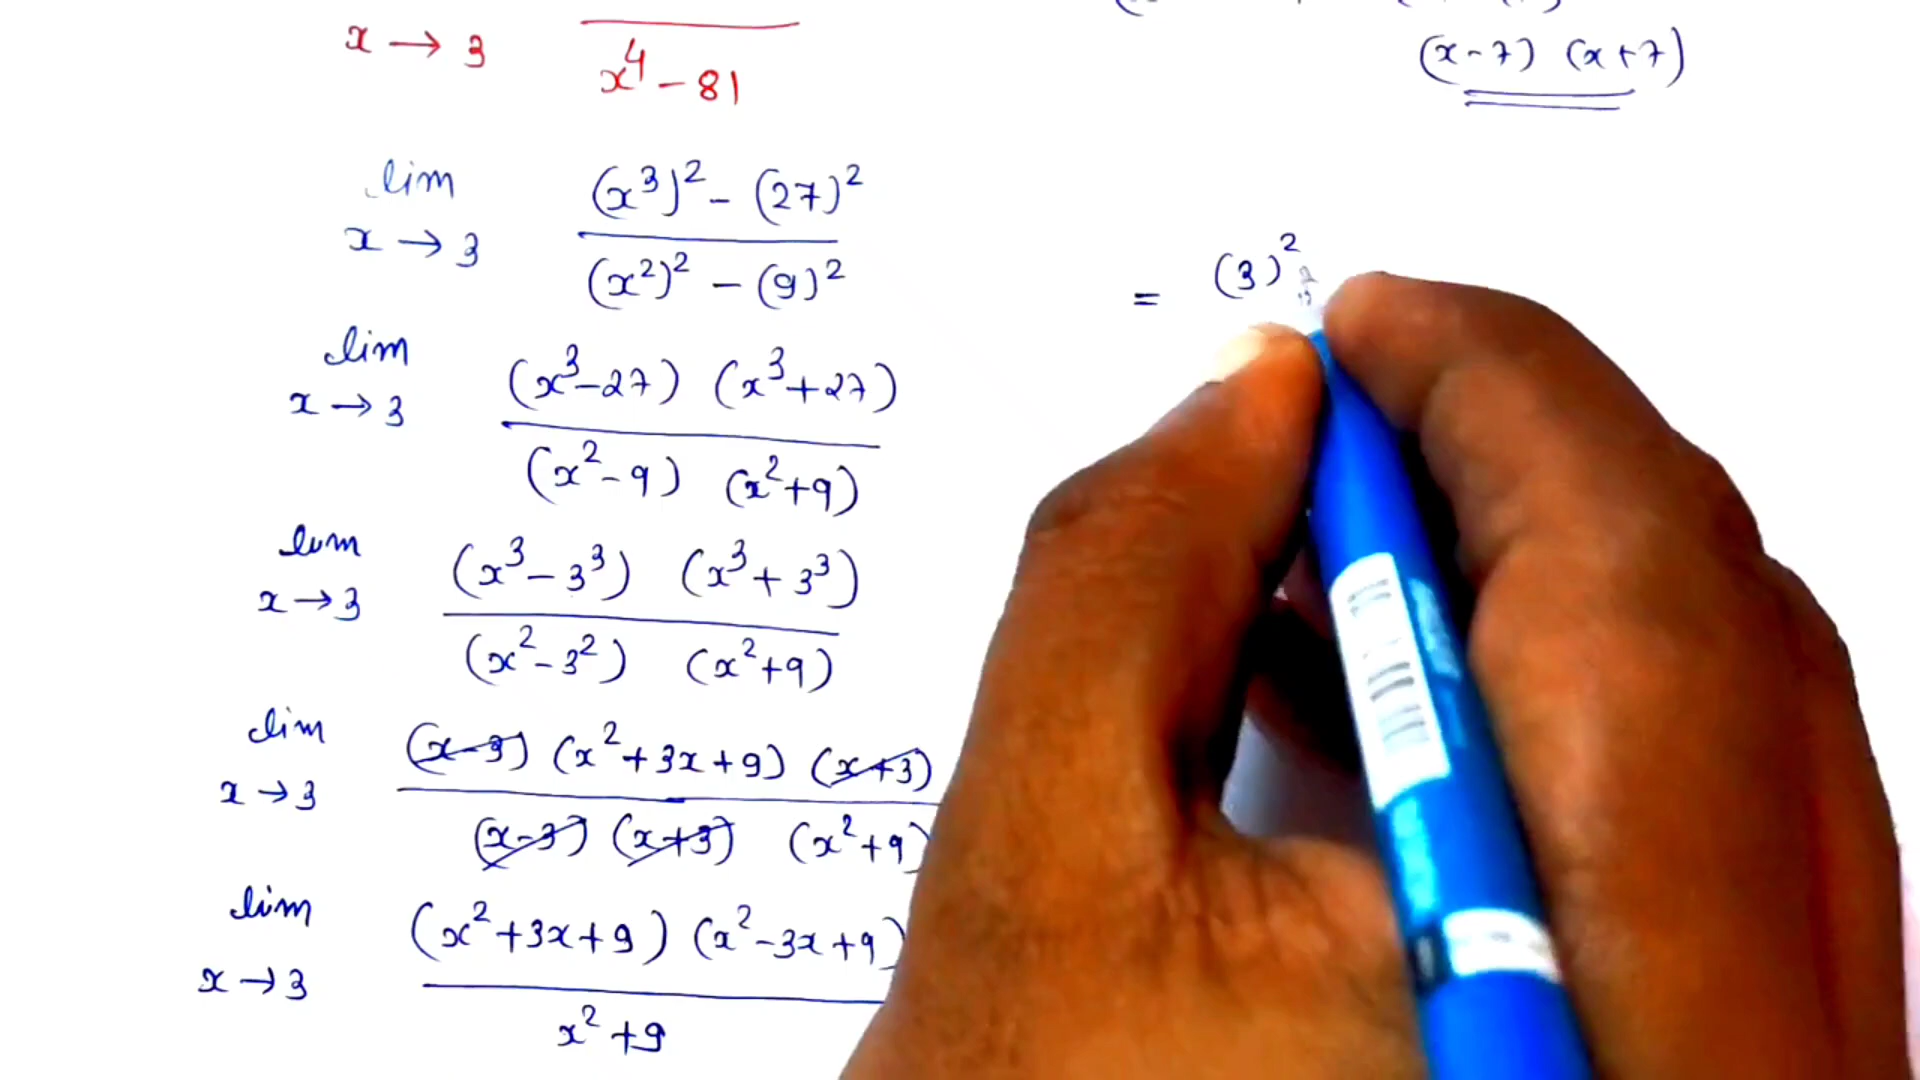 x → 3   x⁴ - 81
lim   (x³)² - (27)²
x → 3   (x²)² - (9)²
lim   (x³-27) (x³+27)
x → 3   (x²-9) (x²+9)
lim   (x³-3³) (x³+3³)
x → 3   (x²-3²) (x²+9)
lim   (x-3) (x²+3x+9) (x+3)
x → 3   (x-3) (x+3) (x²+9)
lim   (x²+3x+9) (x²-3x+9)
x → 3   x²+9
(x-7) (x+7)
= (3)²